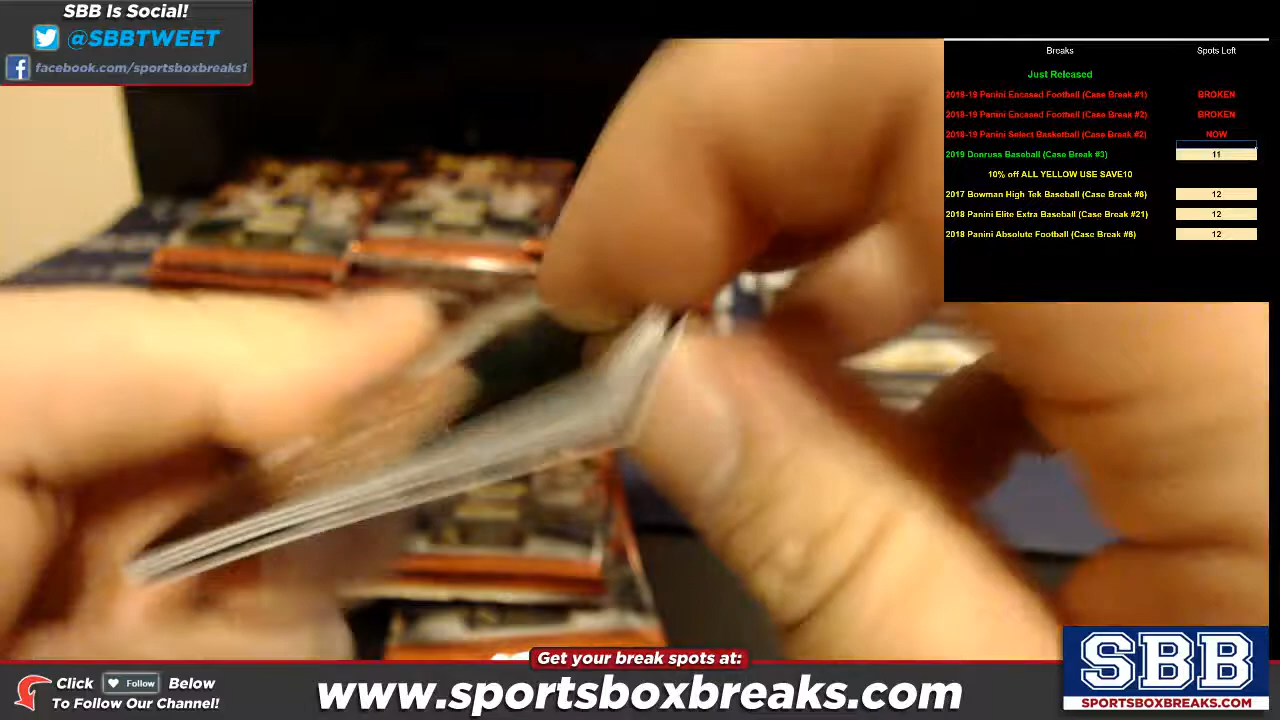 SBB Is Social!
@SBBTWEET
facebook.com/sportsboxbreaks1
Breaks Spots Left
Just Released
2018-19 Panini Encased Football (Case Break #1) BROKEN
2018-19 Panini Encased Football (Case Break #2) BROKEN
2018-19 Panini Select Basketball (Case Break #2) NOW
2019 Donruss Baseball (Case Break #3) 11
10% off ALL YELLOW USE SAVE10
2017 Bowman High Tek Baseball (Case Break #6) 12
2018 Panini Elite Extra Baseball (Case Break #21) 12
2018 Panini Absolute Football (Case Break #6) 12
Get your break spots at:
Click Follow Below
To Follow Our Channel!
www.sportsboxbreaks.com
SBB
SPORTSBOXBREAKS.COM